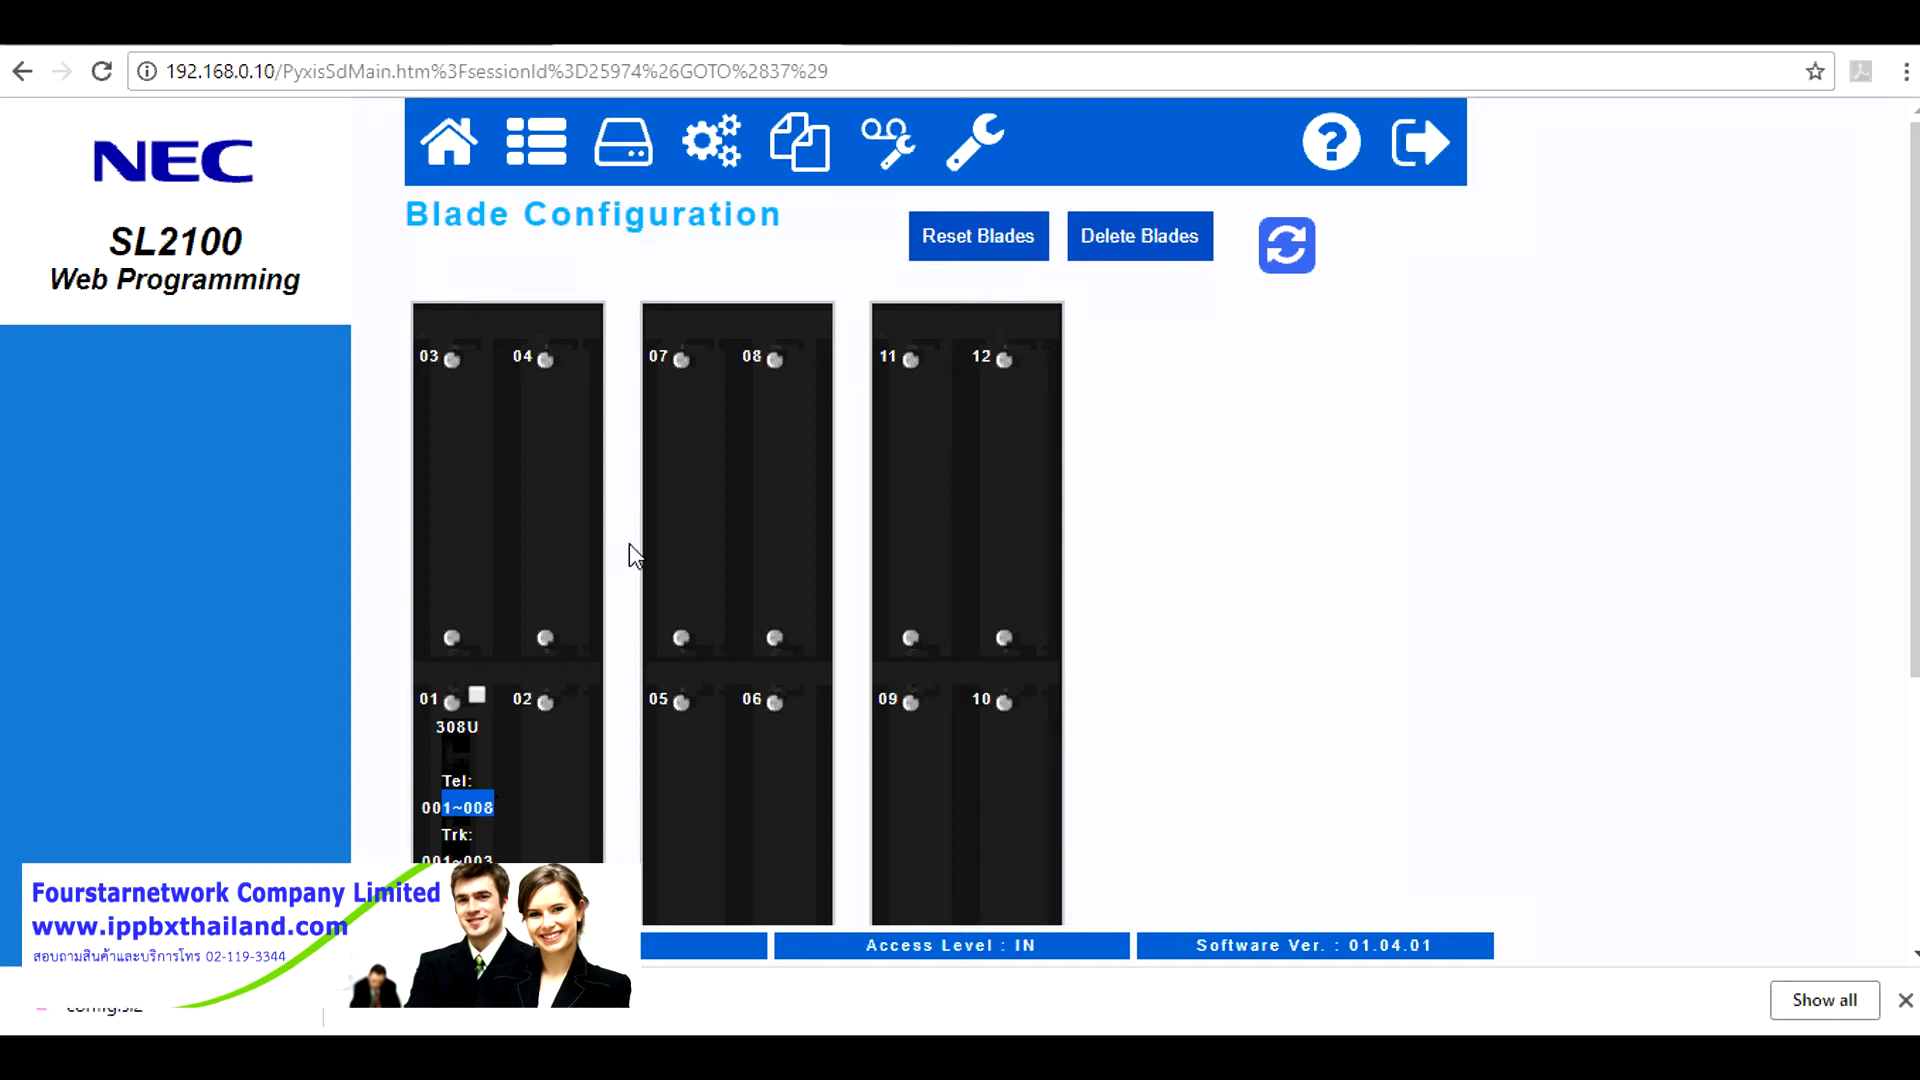 192.168.0.10/PyxisSdMain.htm%3FsessionId%3D25974%26GOTO%2837%29
NEC
SL2100
Web Programming
Blade Configuration
Reset Blades
Delete Blades
03 04 07 08 11 12
01 02 05 06 09 10
308U
Tel:
001~008
Trk:
001~003
Fourstarnetwork Company Limited
www.ippbxthailand.com
สอบถามสินค้าและบริการโทร 02-119-3344
Access Level : IN
Software Ver. : 01.04.01
config.sl2
Show all